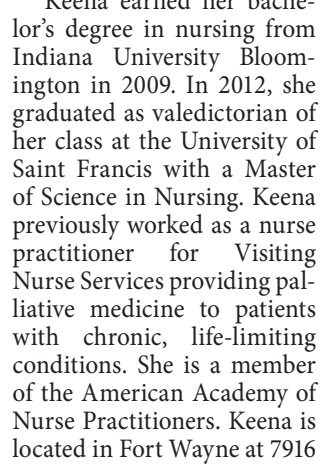 Keena earned her bache-
lor's degree in nursing from
Indiana University Bloom-
ington in 2009. In 2012, she
graduated as valedictorian of
her class at the University of
Saint Francis with a Master
of Science in Nursing. Keena
previously worked as a nurse
practitioner for Visiting
Nurse Services providing pal-
liative medicine to patients
with chronic, life-limiting
conditions. She is a member
of the American Academy of
Nurse Practitioners. Keena is
located in Fort Wayne at 7916